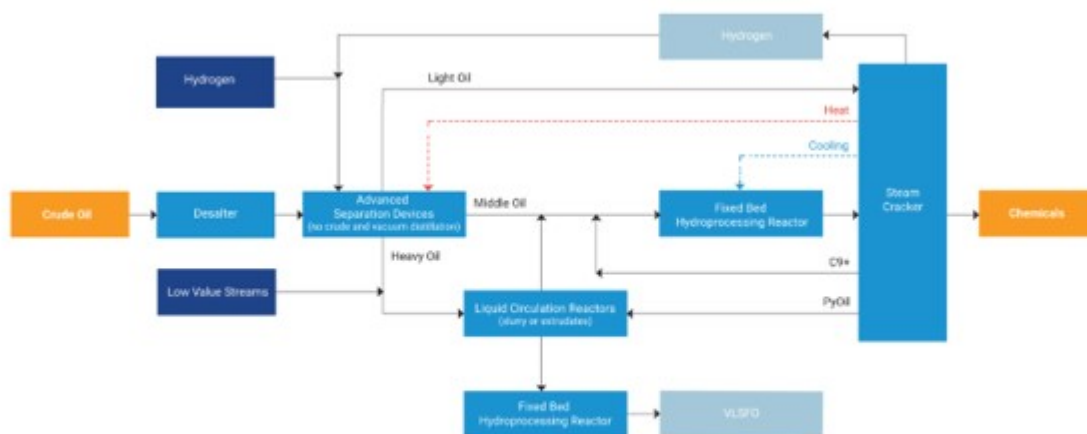 Hydrogen
Hydrogen
Light Oil
Heat
Cooling
Crude Oil
Desalter
Advanced
Separation Devices
(no crude and vacuum distillation)
Middle Oil
Fixed Bed
Hydroprocessing Reactor
Steam
Cracker
Chemicals
Heavy Oil
C9+
Low Value Streams
Liquid Circulation Reactors
(slurry or extrudates)
PyOil
Fixed Bed
Hydroprocessing Reactor
VLSFO